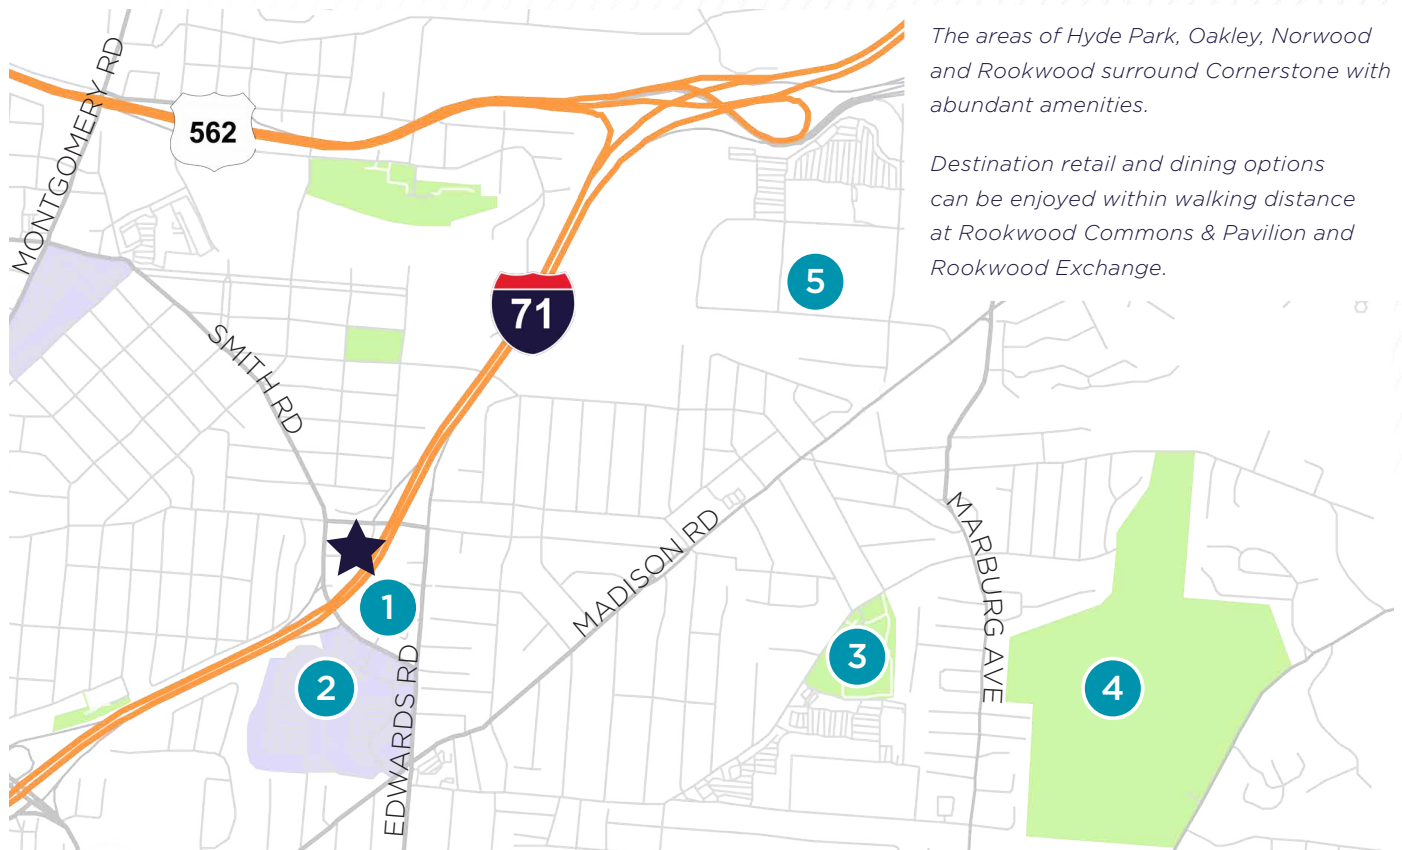 The areas of Hyde Park, Oakley, Norwood
and Rookwood surround Cornerstone with
abundant amenities.
Destination retail and dining options
can be enjoyed within walking distance
at Rookwood Commons & Pavilion and
Rookwood Exchange.
MONTGOMERY RD
562
5
71
SMITH RD
MADISON RD
MARBURG AVE
1
2
3
4
EDWARDS RD